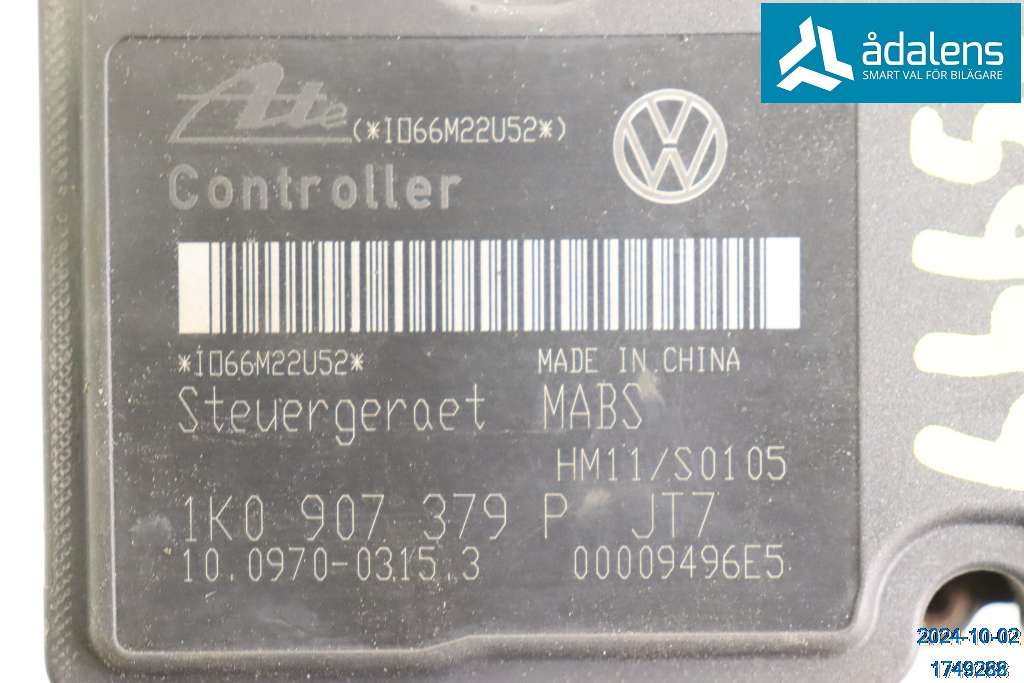 ådalens
SMART VAL FÖR BILÄGARE
Ate (*I066M22U52*)
Controller
*I066M22U52*
MADE IN CHINA
Steuergeraet MABS
HM11/S0105
1K0 907 379 P JT7
10.0970-0315.3 00009496E5
2024-10-02
1749288